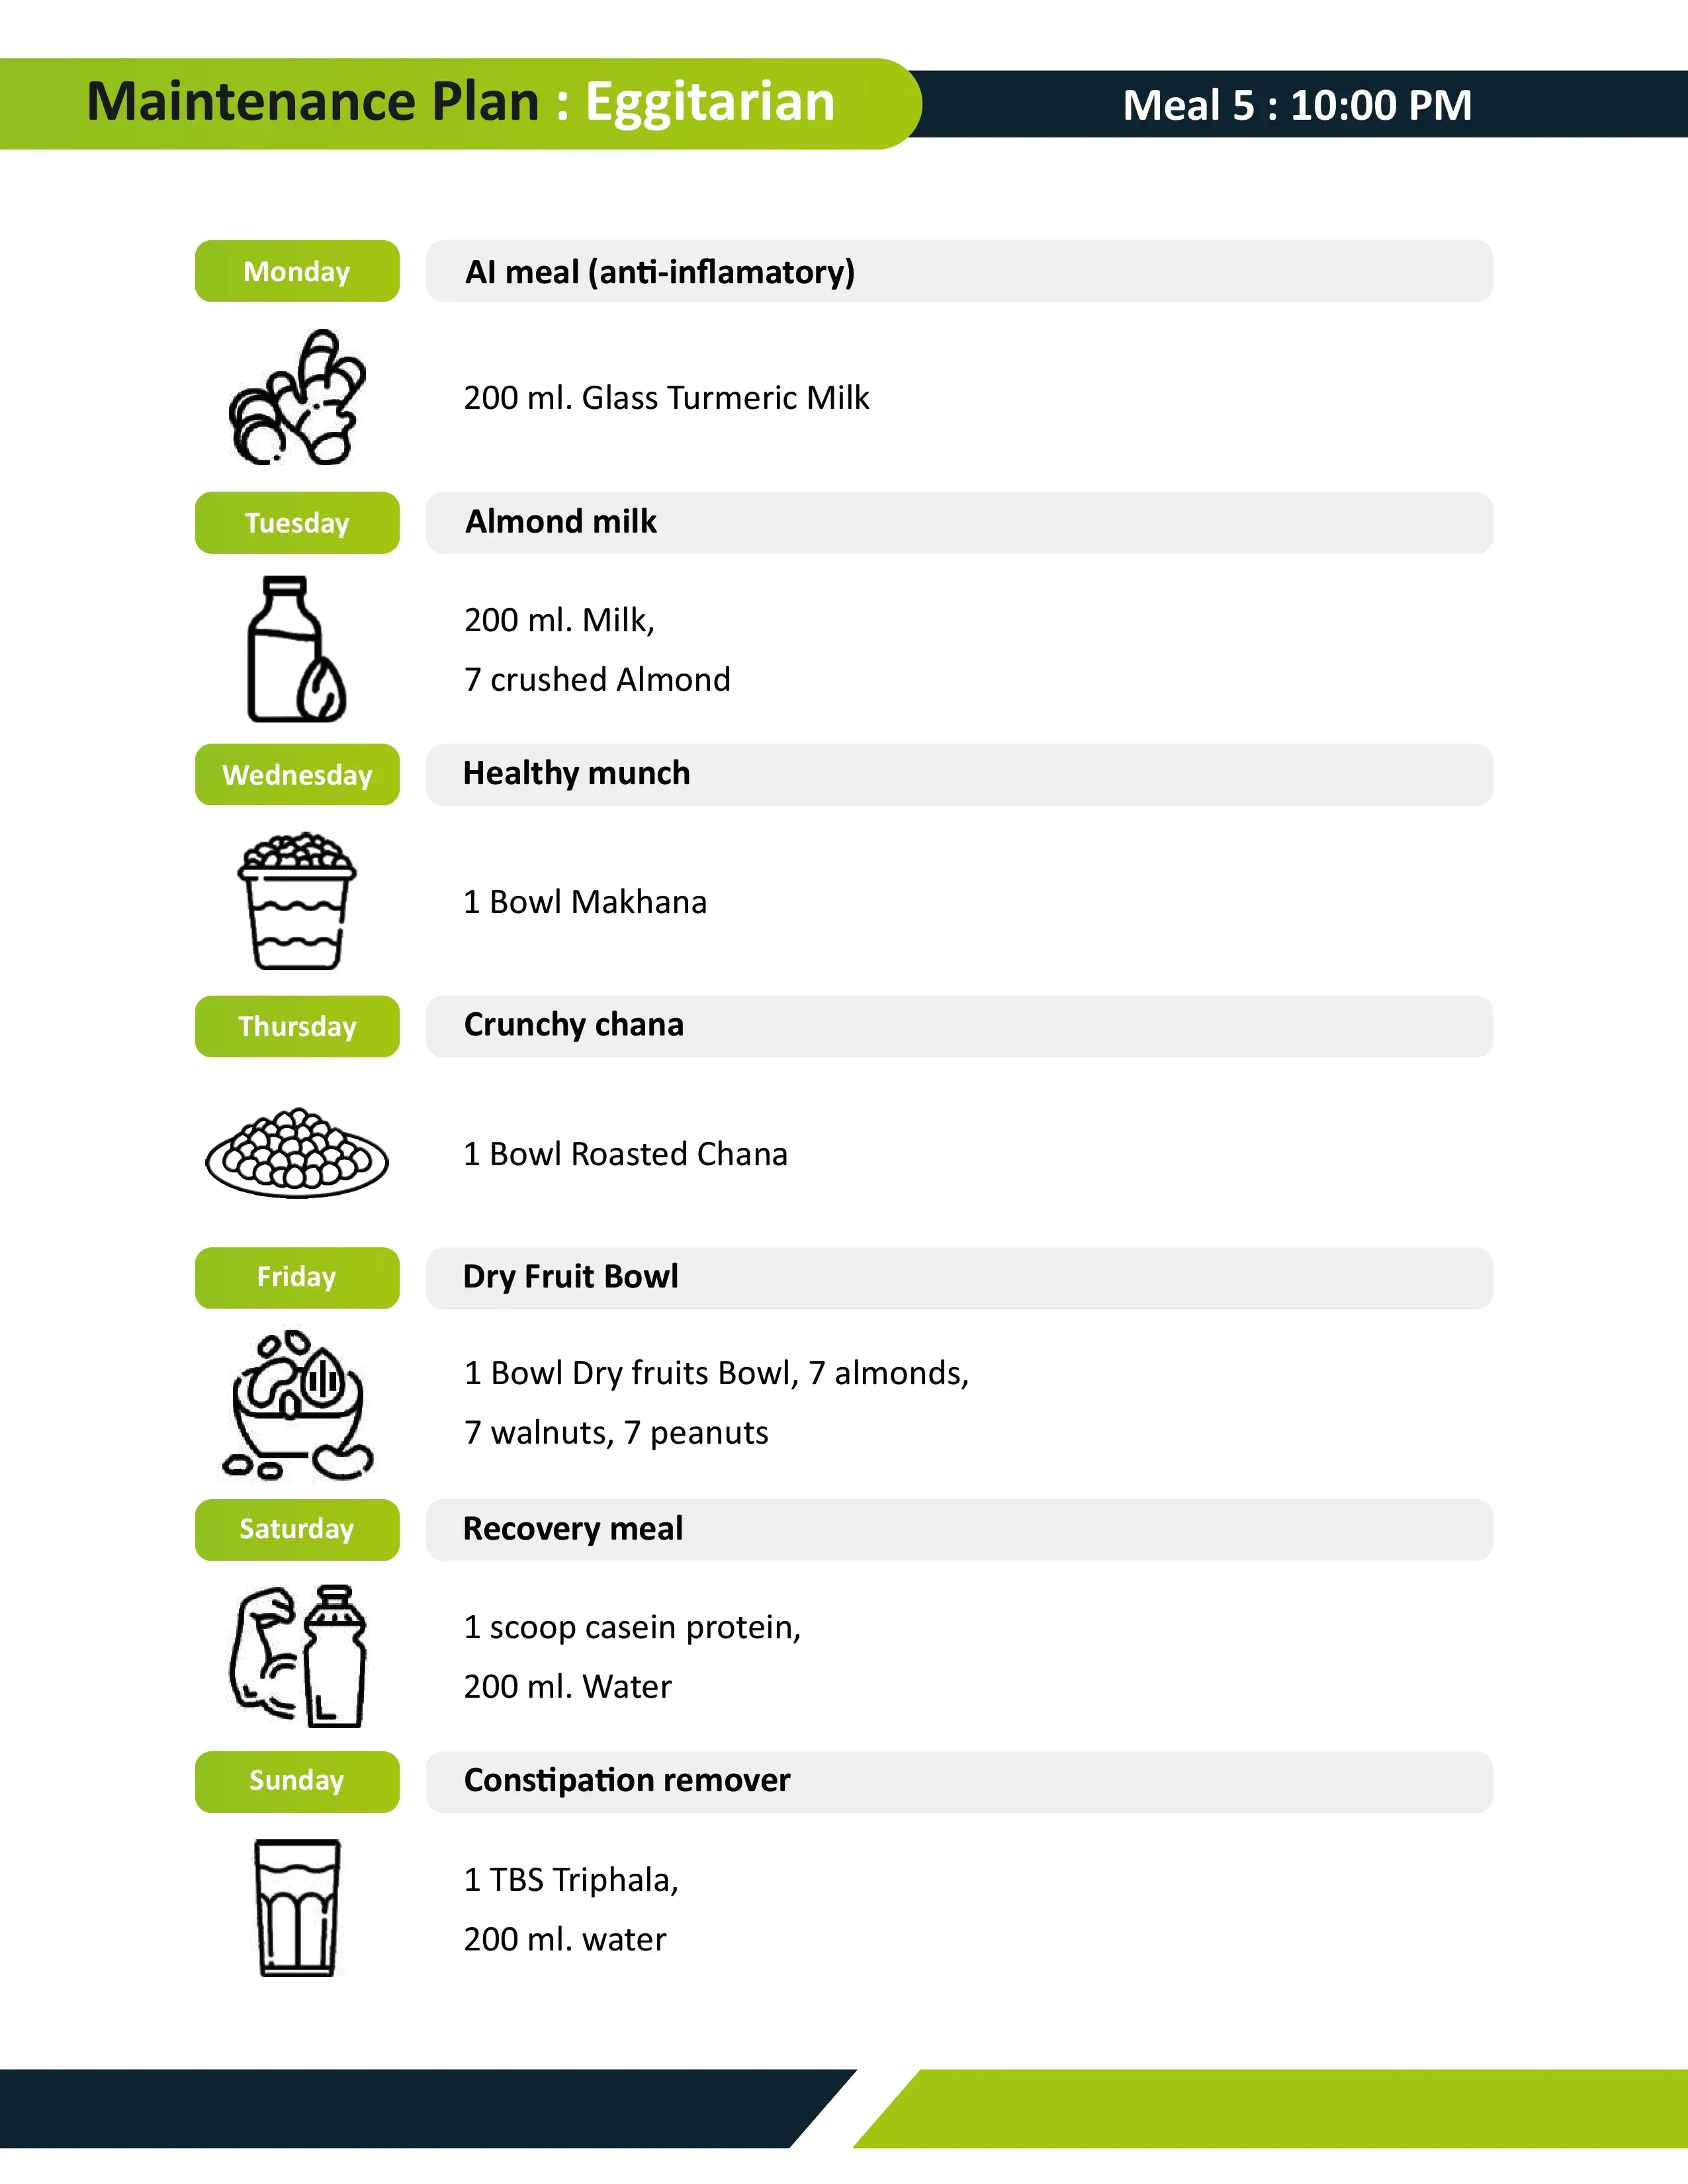 Maintenance Plan : Eggitarian
Meal 5 : 10:00 PM
Monday
AI meal (anti-inflamatory)
200 ml. Glass Turmeric Milk
Tuesday
Almond milk
200 ml. Milk,
7 crushed Almond
Wednesday
Healthy munch
1 Bowl Makhana
Thursday
Crunchy chana
1 Bowl Roasted Chana
Friday
Dry Fruit Bowl
1 Bowl Dry fruits Bowl, 7 almonds,
7 walnuts, 7 peanuts
Saturday
Recovery meal
1 scoop casein protein,
200 ml. Water
Sunday
Constipation remover
1 TBS Triphala,
200 ml. water